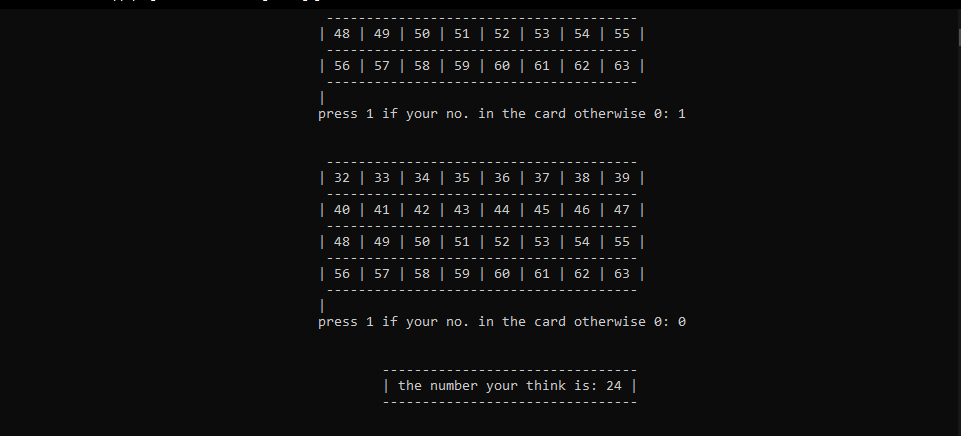 ---------------------------------------
| 48 | 49 | 50 | 51 | 52 | 53 | 54 | 55 |
---------------------------------------
| 56 | 57 | 58 | 59 | 60 | 61 | 62 | 63 |
---------------------------------------
|
press 1 if your no. in the card otherwise 0: 1
---------------------------------------
| 32 | 33 | 34 | 35 | 36 | 37 | 38 | 39 |
---------------------------------------
| 40 | 41 | 42 | 43 | 44 | 45 | 46 | 47 |
---------------------------------------
| 48 | 49 | 50 | 51 | 52 | 53 | 54 | 55 |
---------------------------------------
| 56 | 57 | 58 | 59 | 60 | 61 | 62 | 63 |
---------------------------------------
|
press 1 if your no. in the card otherwise 0: 0
--------------------------------
| the number your think is: 24 |
--------------------------------